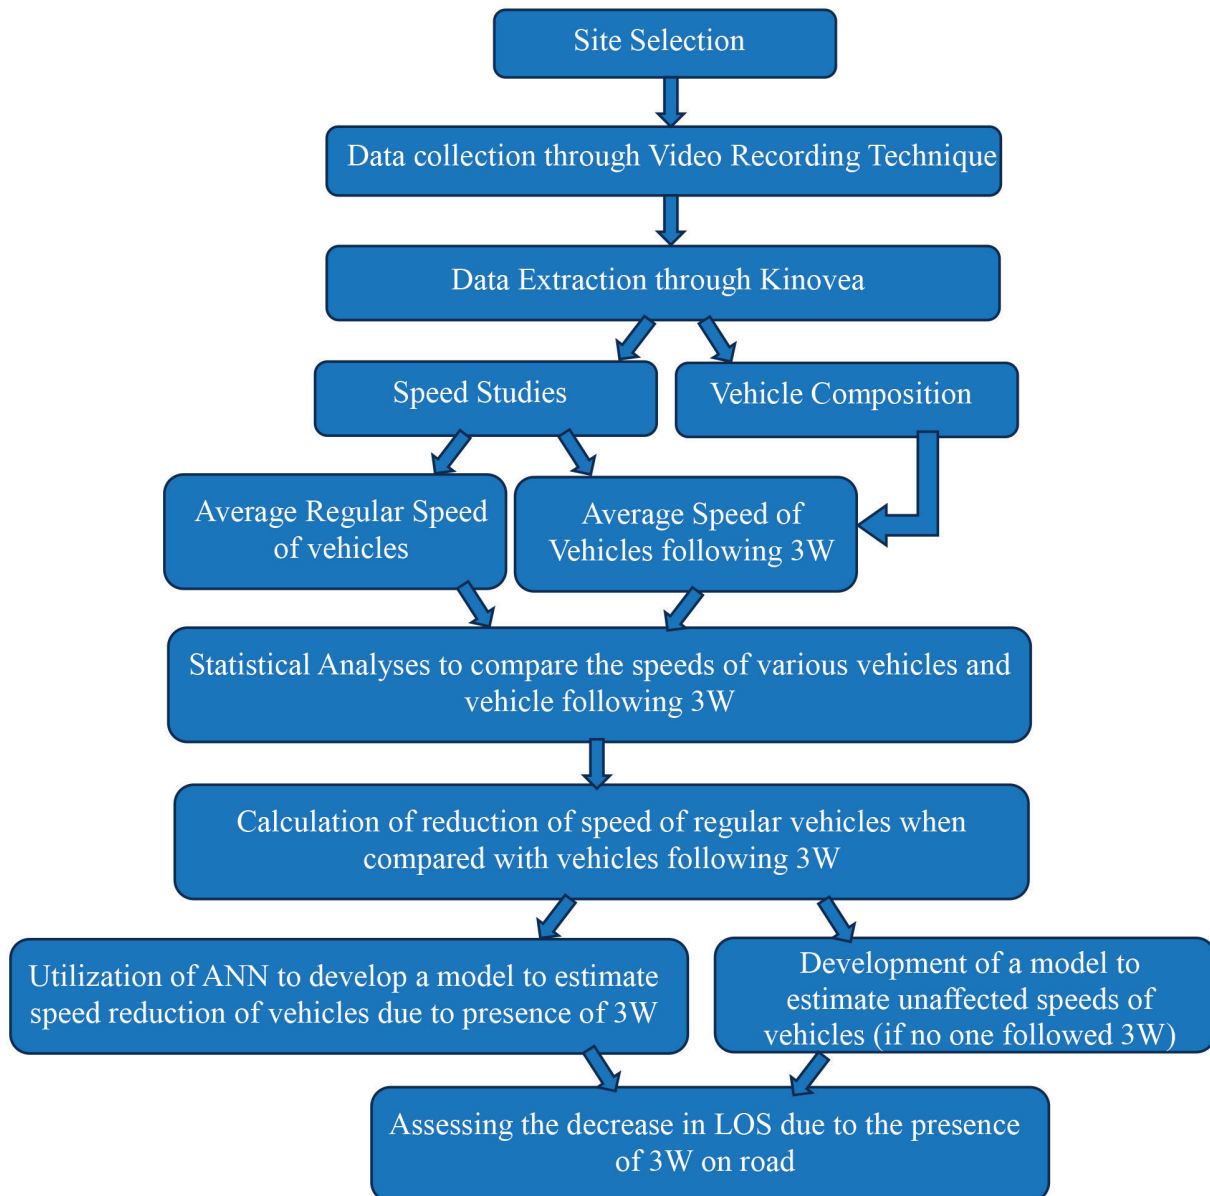 Site Selection
Data collection through Video Recording Technique
Data Extraction through Kinovea
Speed Studies
Vehicle Composition
Average Regular Speed
of vehicles
Average Speed of
Vehicles following 3W
Statistical Analyses to compare the speeds of various vehicles and
vehicle following 3W
Calculation of reduction of speed of regular vehicles when
compared with vehicles following 3W
Utilization of ANN to develop a model to estimate
speed reduction of vehicles due to presence of 3W
Development of a model to
estimate unaffected speeds of
vehicles (if no one followed 3W)
Assessing the decrease in LOS due to the presence
of 3W on road